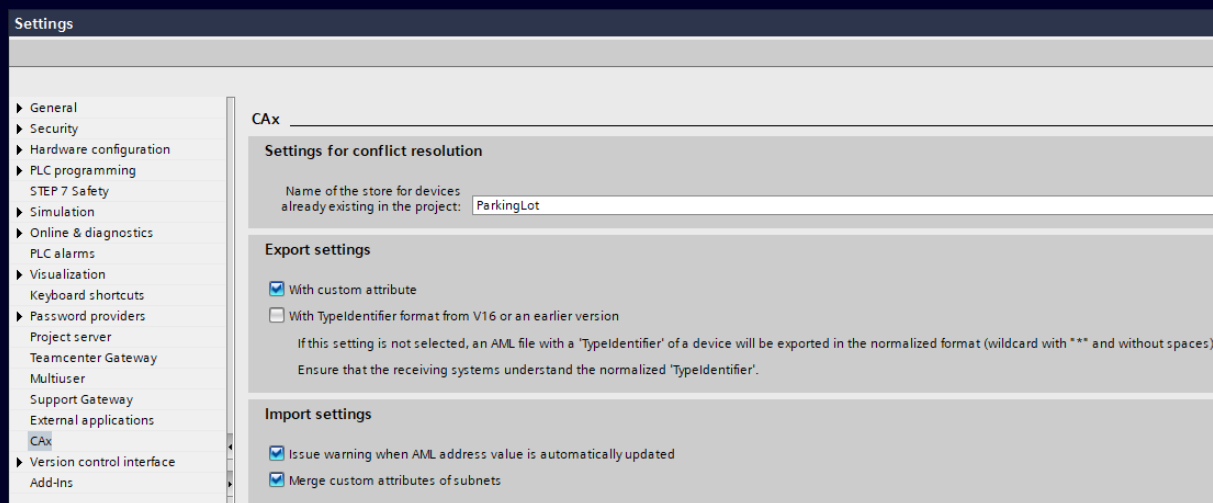 Settings
General
Security
Hardware configuration
PLC programming
STEP 7 Safety
Simulation
Online & diagnostics
PLC alarms
Visualization
Keyboard shortcuts
Password providers
Project server
Teamcenter Gateway
Multiuser
Support Gateway
External applications
CAx
Version control interface
Add-Ins
CAx
Settings for conflict resolution
Name of the store for devices
already existing in the project: ParkingLot
Export settings
With custom attribute
With TypeIdentifier format from V16 or an earlier version
If this setting is not selected, an AML file with a 'TypeIdentifier' of a device will be exported in the normalized format (wildcard with "*" and without spaces)
Ensure that the receiving systems understand the normalized 'TypeIdentifier'.
Import settings
Issue warning when AML address value is automatically updated
Merge custom attributes of subnets